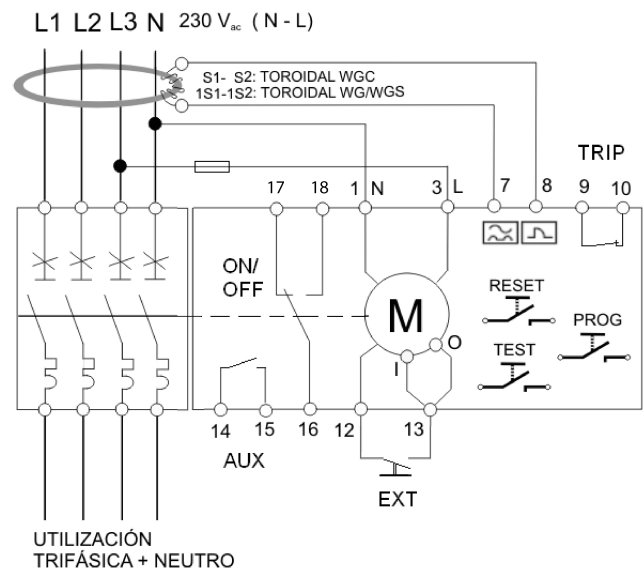 L1 L2 L3 N 230 Vac ( N - L)
S1- S2: TOROIDAL WGC
1S1-1S2: TOROIDAL WG/WGS
TRIP
17 18 1 N 3 L 7 8 9 10
ON/
OFF
M
RESET
PROG
TEST
I O
14 15 16 12 13
AUX
EXT
UTILIZACIÓN
TRIFÁSICA + NEUTRO